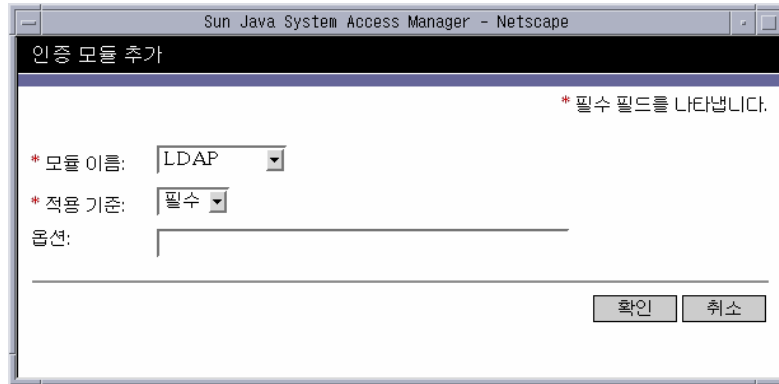 Sun Java System Access Manager - Netscape
인증 모듈 추가
* 필수 필드를 나타냅니다.
* 모듈 이름: LDAP
* 적용 기준: 필수
옵션:
확인 취소